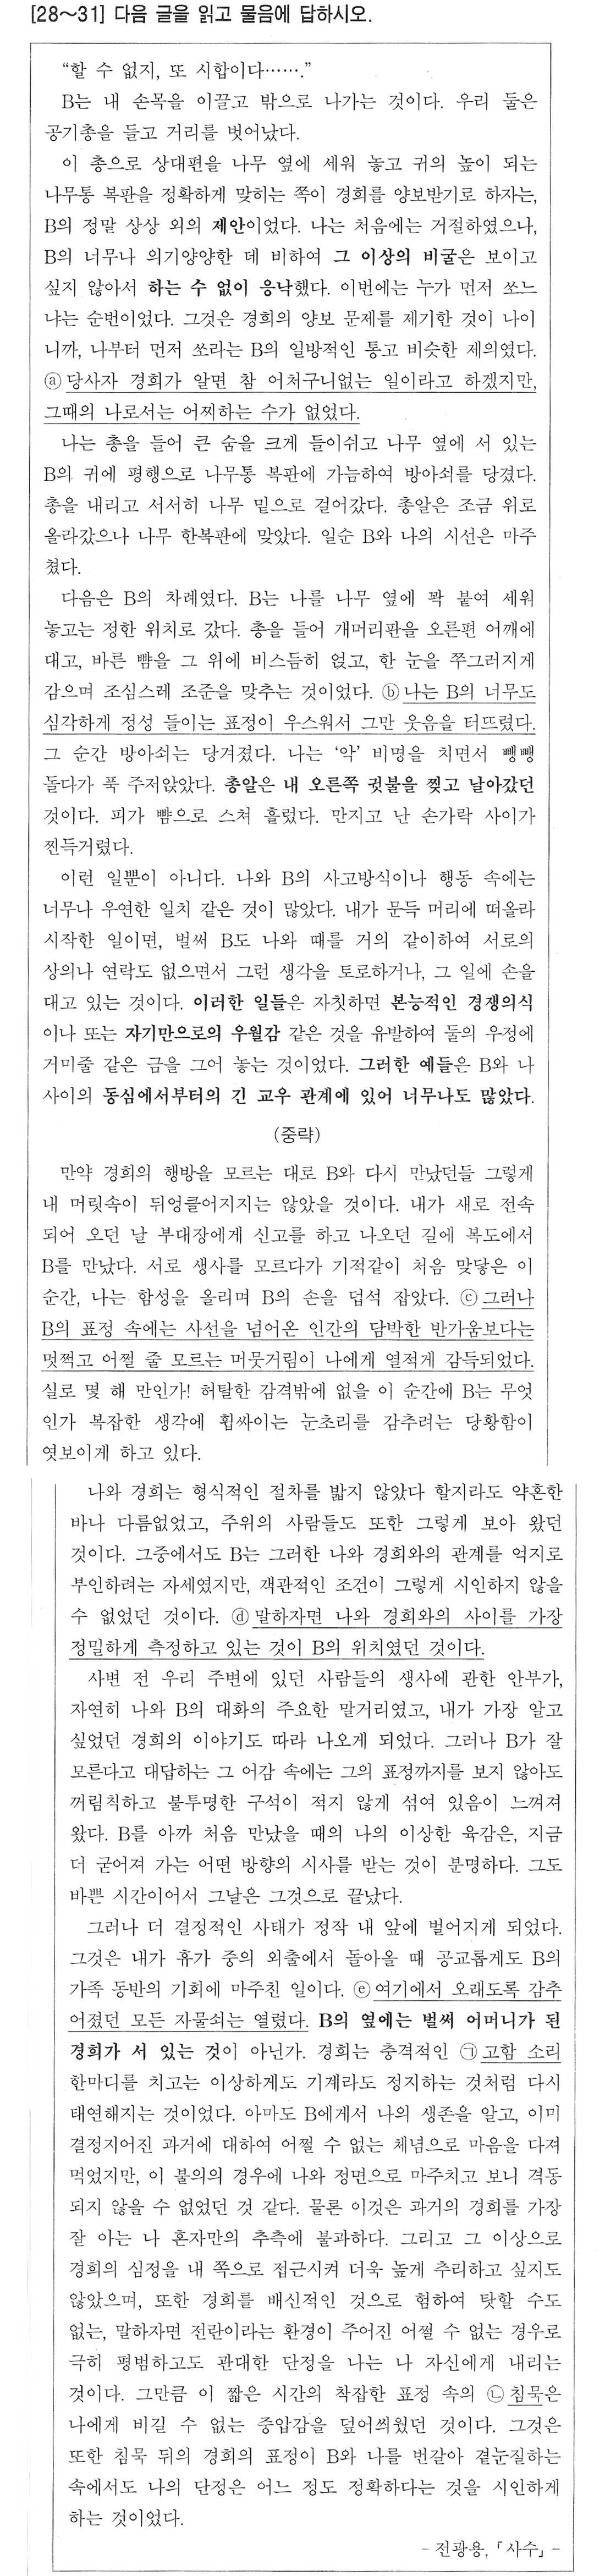 [28～31] 다음 글을 읽고 물음에 답하시오.
“할 수 없지, 또 시합이다…….”
B는 내 손목을 이끌고 밖으로 나가는 것이다. 우리 둘은
공기총을 들고 거리를 벗어났다.
이 총으로 상대편을 나무 옆에 세워 놓고 귀의 높이 되는
나무통 복판을 정확하게 맞히는 쪽이 경희를 양보받기로 하자는,
B의 정말 상상 외의 제안이었다. 나는 처음에는 거절하였으나,
B의 너무나 의기양양한 데 비하여 그 이상의 비굴은 보이고
싶지 않아서 하는 수 없이 응낙했다. 이번에는 누가 먼저 쏘느
냐는 순번이었다. 그것은 경희의 양보 문제를 제기한 것이 나이
니까, 나부터 먼저 쏘라는 B의 일방적인 통고 비슷한 제의였다.
ⓐ당사자 경희가 알면 참 어처구니없는 일이라고 하겠지만,
그때의 나로서는 어찌하는 수가 없었다.
나는 총을 들어 큰 숨을 크게 들이쉬고 나무 옆에 서 있는
B의 귀에 평행으로 나무통 복판에 가늠하여 방아쇠를 당겼다.
총을 내리고 서서히 나무 밑으로 걸어갔다. 총알은 조금 위로
올라갔으나 나무 한복판에 맞았다. 일순 B와 나의 시선은 마주
쳤다.
다음은 B의 차례였다. B는 나를 나무 옆에 꽉 붙여 세워
놓고는 정한 위치로 갔다. 총을 들어 개머리판을 오른편 어깨에
대고, 바른 뺨을 그 위에 비스듬히 얹고, 한 눈을 쭈그러지게
감으며 조심스레 조준을 맞추는 것이었다. ⓑ나는 B의 너무도
심각하게 정성 들이는 표정이 우스워서 그만 웃음을 터뜨렸다.
그 순간 방아쇠는 당겨졌다. 나는 ‘악’ 비명을 치면서 뺑뺑
돌다가 푹 주저앉았다. 총알은 내 오른쪽 귓불을 찢고 날아갔던
것이다. 피가 뺨으로 스쳐 흘렀다. 만지고 난 손가락 사이가
찐득거렸다.
이런 일뿐이 아니다. 나와 B의 사고방식이나 행동 속에는
너무나 우연한 일치 같은 것이 많았다. 내가 문득 머리에 떠올라
시작한 일이면, 벌써 B도 나와 때를 거의 같이하여 서로의
상의나 연락도 없으면서 그런 생각을 토로하거나, 그 일에 손을
대고 있는 것이다. 이러한 일들은 자칫하면 본능적인 경쟁의식
이나 또는 자기만으로의 우월감 같은 것을 유발하여 둘의 우정에
거미줄 같은 금을 그어 놓는 것이었다. 그러한 예들은 B와 나
사이의 동심에서부터의 긴 교우 관계에 있어 너무나도 많았다.
(중략)
만약 경희의 행방을 모르는 대로 B와 다시 만났던들 그렇게
내 머릿속이 뒤엉클어지지는 않았을 것이다. 내가 새로 전속
되어 오던 날 부대장에게 신고를 하고 나오던 길에 복도에서
B를 만났다. 서로 생사를 모르다가 기적같이 처음 맞닿은 이
순간, 나는 함성을 올리며 B의 손을 덥석 잡았다. ⓒ그러나
B의 표정 속에는 사선을 넘어온 인간의 담박한 반가움보다는
멋쩍고 어쩔 줄 모르는 머뭇거림이 나에게 열적게 감득되었다.
실로 몇 해 만인가! 허탈한 감격밖에 없을 이 순간에 B는 무엇
인가 복잡한 생각에 휩싸이는 눈초리를 감추려는 당황함이
엿보이게 하고 있다.
나와 경희는 형식적인 절차를 밟지 않았다 할지라도 약혼한
바나 다름없었고, 주위의 사람들도 또한 그렇게 보아 왔던
것이다. 그중에서도 B는 그러한 나와 경희와의 관계를 억지로
부인하려는 자세였지만, 객관적인 조건이 그렇게 시인하지 않을
수 없었던 것이다. ⓓ말하자면 나와 경희와의 사이를 가장
정밀하게 측정하고 있는 것이 B의 위치였던 것이다.
사변 전 우리 주변에 있던 사람들의 생사에 관한 안부가,
자연히 나와 B의 대화의 주요한 말거리였고, 내가 가장 알고
싶었던 경희의 이야기도 따라 나오게 되었다. 그러나 B가 잘
모른다고 대답하는 그 어감 속에는 그의 표정까지를 보지 않아도
꺼림칙하고 불투명한 구석이 적지 않게 섞여 있음이 느껴져
왔다. B를 아까 처음 만났을 때의 나의 이상한 육감은, 지금
더 굳어져 가는 어떤 방향의 시사를 받는 것이 분명하다. 그도
바쁜 시간이어서 그날은 그것으로 끝났다.
그러나 더 결정적인 사태가 정작 내 앞에 벌어지게 되었다.
그것은 내가 휴가 중의 외출에서 돌아올 때 공교롭게도 B의
가족 동반의 기회에 마주친 일이다. ⓔ여기에서 오래도록 감추
어졌던 모든 자물쇠는 열렸다. B의 옆에는 벌써 어머니가 된
경희가 서 있는 것이 아닌가. 경희는 충격적인 ㉠고함 소리
한마디를 치고는 이상하게도 기계라도 정지하는 것처럼 다시
태연해지는 것이었다. 아마도 B에게서 나의 생존을 알고, 이미
결정지어진 과거에 대하여 어쩔 수 없는 체념으로 마음을 다져
먹었지만, 이 불의의 경우에 나와 정면으로 마주치고 보니 격동
되지 않을 수 없었던 것 같다. 물론 이것은 과거의 경희를 가장
잘 아는 나 혼자만의 추측에 불과하다. 그리고 그 이상으로
경희의 심정을 내 쪽으로 접근시켜 더욱 높게 추리하고 싶지도
않았으며, 또한 경희를 배신적인 것으로 험하여 탓할 수도
없는, 말하자면 전란이라는 환경이 주어진 어쩔 수 없는 경우로
극히 평범하고도 관대한 단정을 나는 나 자신에게 내리는
것이다. 그만큼 이 짧은 시간의 착잡한 표정 속의 ㉡침묵은
나에게 비길 수 없는 중압감을 덮어씌웠던 것이다. 그것은
또한 침묵 뒤의 경희의 표정이 B와 나를 번갈아 곁눈질하는
속에서도 나의 단정은 어느 정도 정확하다는 것을 시인하게
하는 것이었다.
- 전광용, 「사수」 -